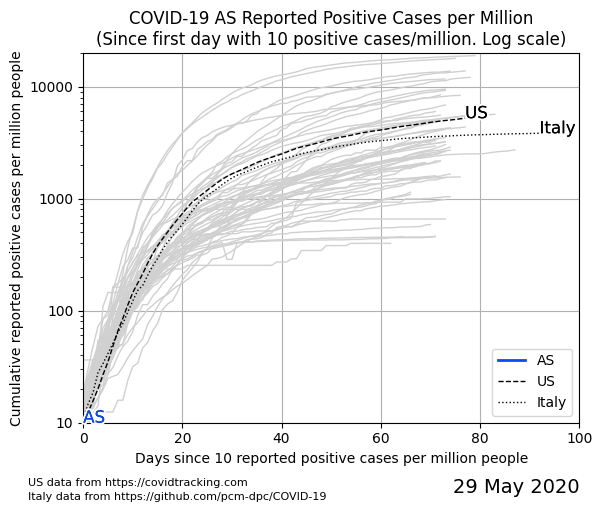 COVID-19 AS Reported Positive Cases per Million
(Since first day with 10 positive cases/million. Log scale)
Cumulative reported positive cases per million people
10000
1000
100
10
US
Italy
AS
AS
US
Italy
0
20
40
60
80
100
Days since 10 reported positive cases per million people
US data from https://covidtracking.com
Italy data from https://github.com/pcm-dpc/COVID-19
29 May 2020